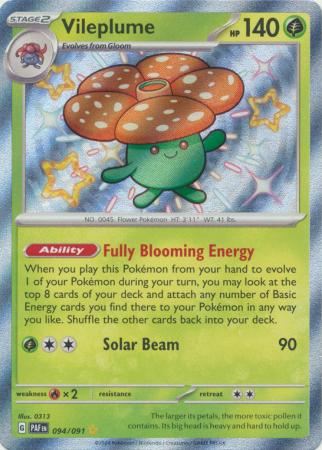 STAGE2
Vileplume
HP 140
Evolves from Gloom
NO. 0045 Flower Pokémon HT: 3'11" WT: 41 lbs.
Ability Fully Blooming Energy
When you play this Pokémon from your hand to evolve
1 of your Pokémon during your turn, you may look at the
top 8 cards of your deck and attach any number of Basic
Energy cards you find there to your Pokémon in any way
you like. Shuffle the other cards back into your deck.
Solar Beam 90
weakness ×2 resistance retreat
Illus. 0313
G PAF EN 094/091
The larger its petals, the more toxic pollen it
contains. Its big head is heavy and hard to hold up.
©2024 Pokémon / Nintendo / Creatures / GAME FREAK